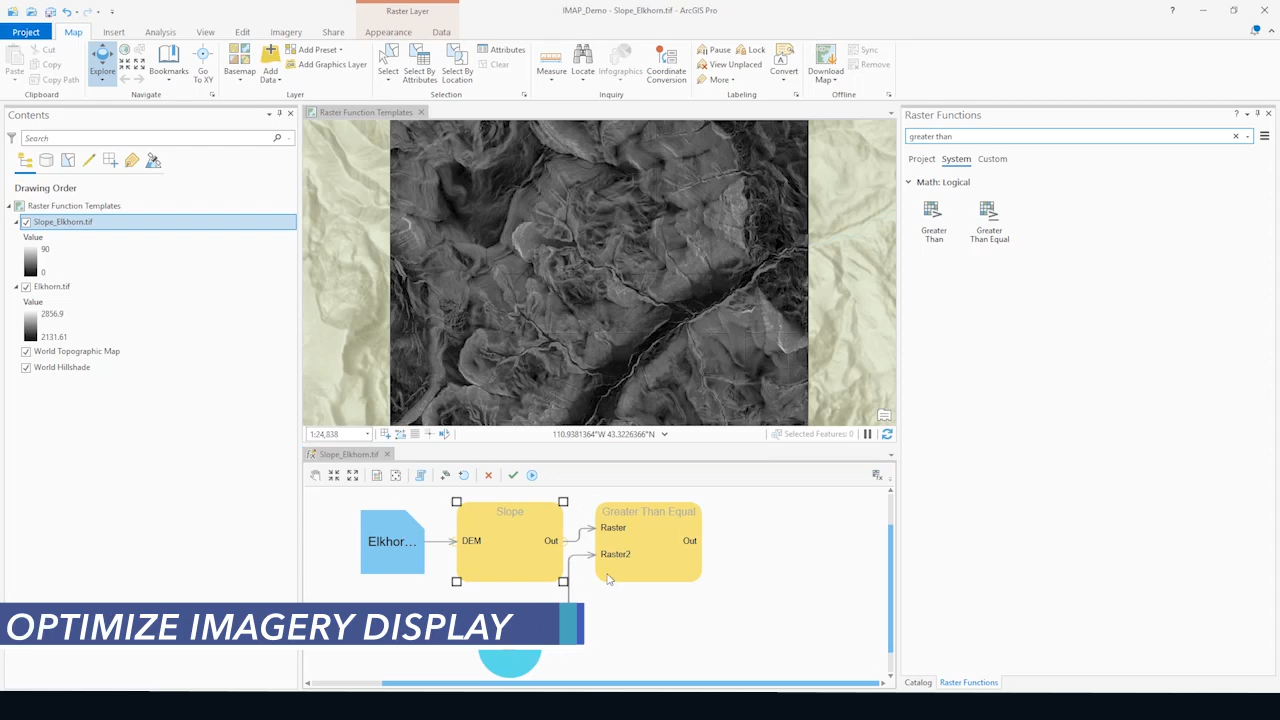 Raster Layer
IMAP_Demo - Slope_Elkhorn.tif - ArcGIS Pro
?
Project Map Insert Analysis View Edit Imagery Share Appearance Data
Paste
Cut
Copy
Copy Path
Clipboard
Explore
Bookmarks
Go To XY
Navigate
Basemap
Add Data
Add Preset
Add Graphics Layer
Layer
Select
Select By Attributes
Select By Location
Attributes
Clear
Selection
Measure
Locate
Infographics
Coordinate Conversion
Inquiry
Pause
Lock
View Unplaced
More
Convert
Labeling
Download Map
Sync
Remove
Offline
Contents
Search
Drawing Order
Raster Function Templates
Slope_Elkhorn.tif
Value
90
0
Elkhorn.tif
Value
2856.9
2131.61
World Topographic Map
World Hillshade
Raster Function Templates
1:24,838
110.9381364°W 43.3226366°N
Selected Features: 0
Slope_Elkhorn.tif
Elkhor...
Slope
DEM Out
Greater Than Equal
Raster
Out
Raster2
OPTIMIZE IMAGERY DISPLAY
Raster Functions
?
greater than
Project System Custom
Math: Logical
Greater Than
Greater Than Equal
Catalog Raster Functions